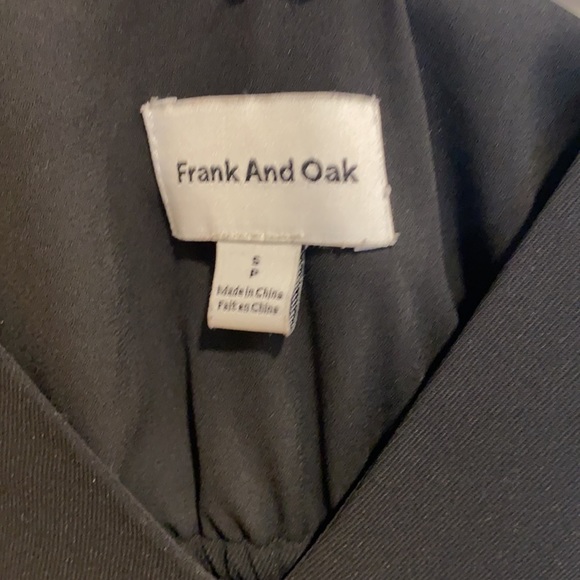 Frank And Oak
S
P
Made in China
Fait en Chine